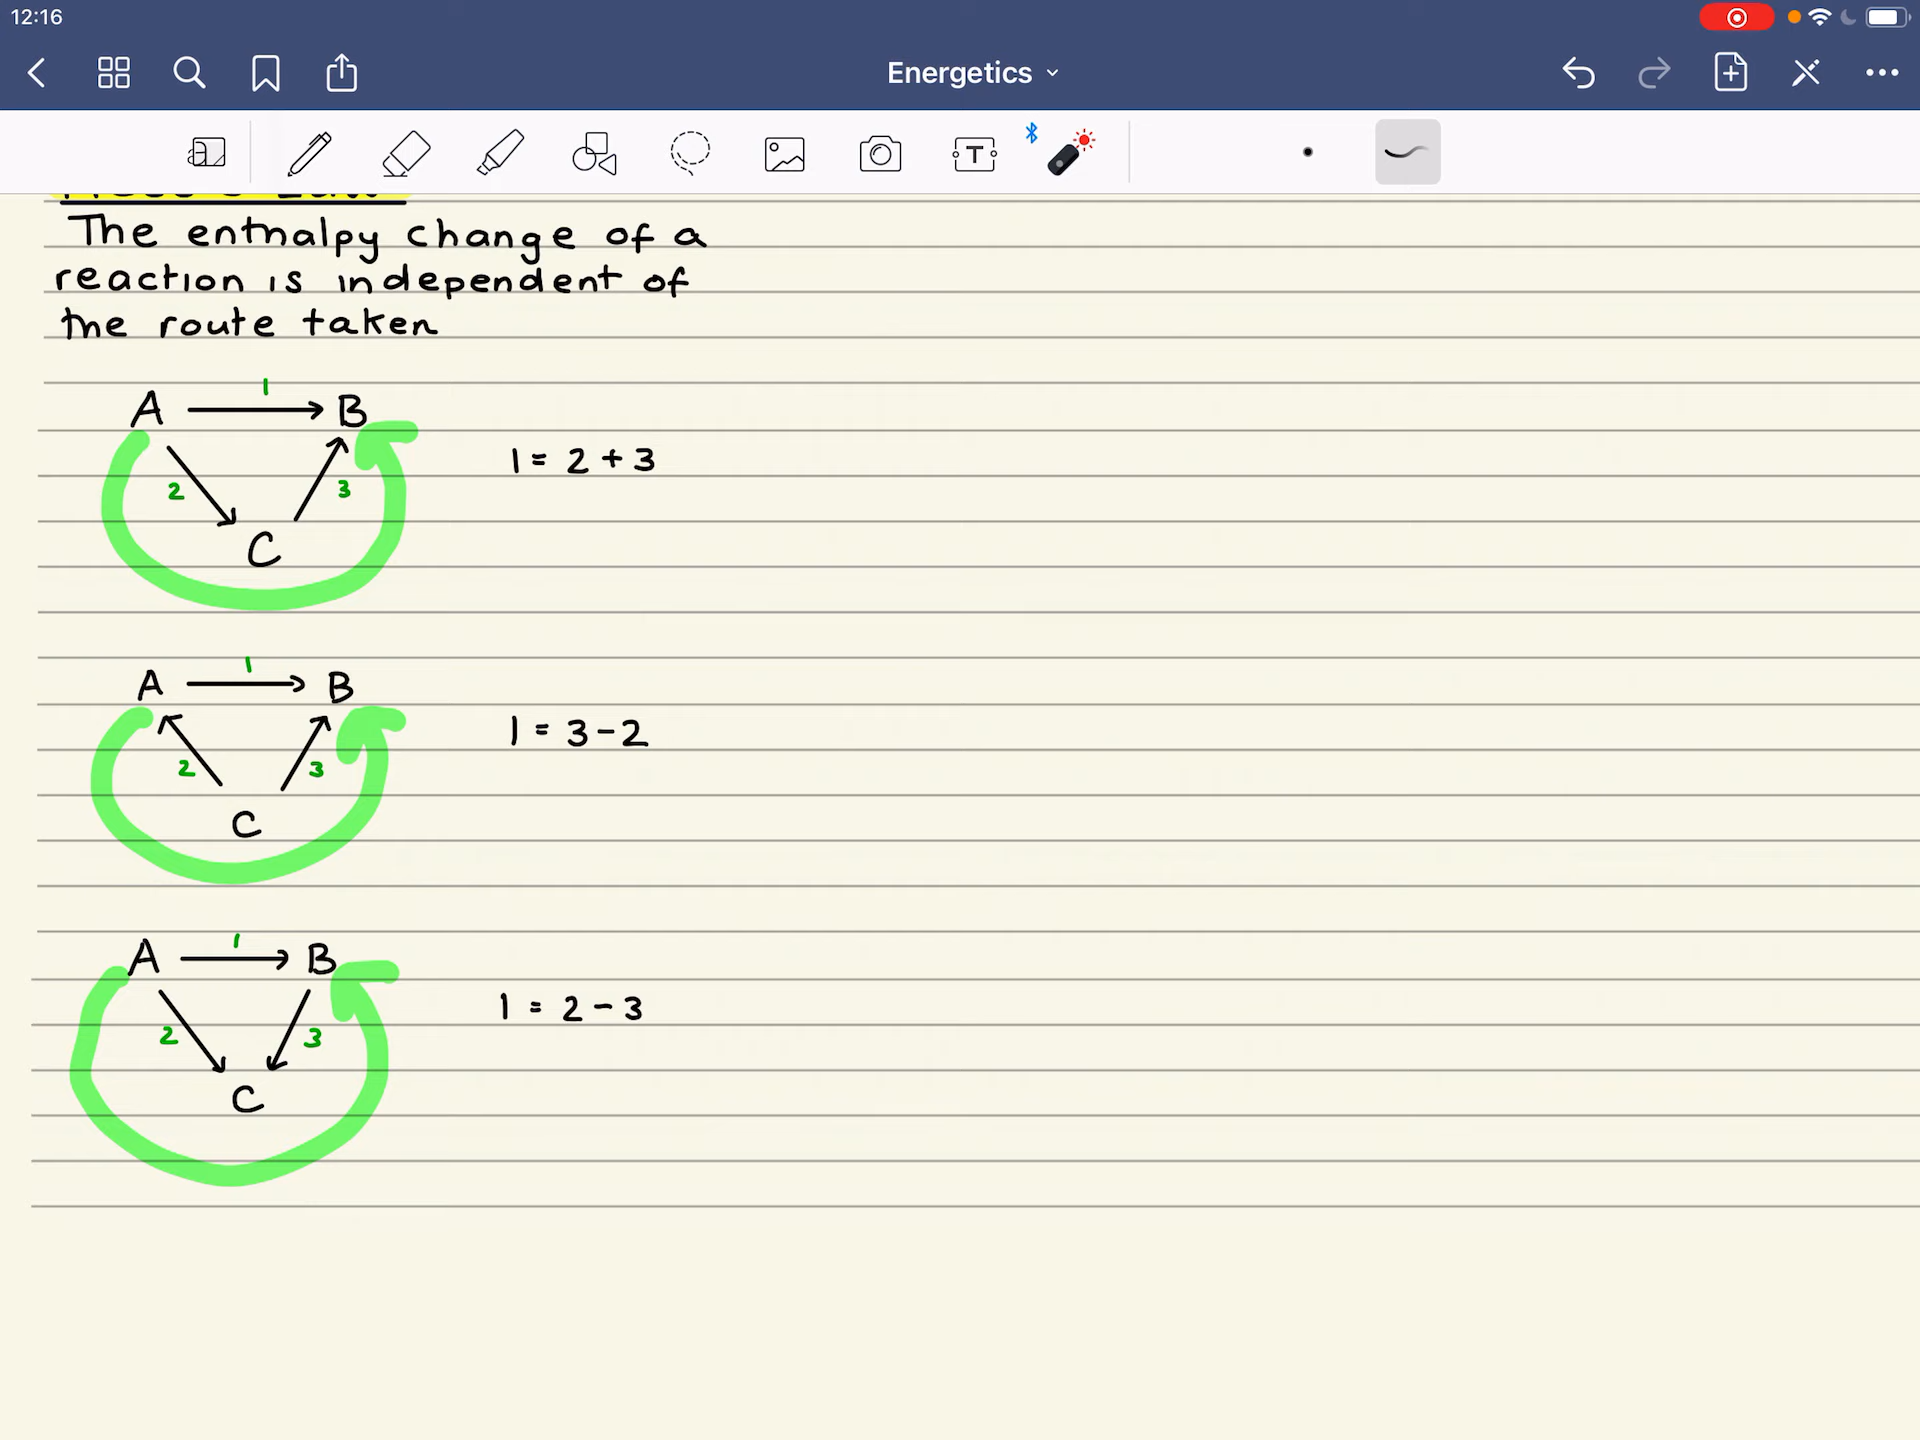 12:16
Energetics
The enthalpy change of a
reaction is independent of
the route taken
1
A B
1 = 2 + 3
2 3
C
1
A B
1 = 3 - 2
2 3
C
1
A B
1 = 2 - 3
2 3
C